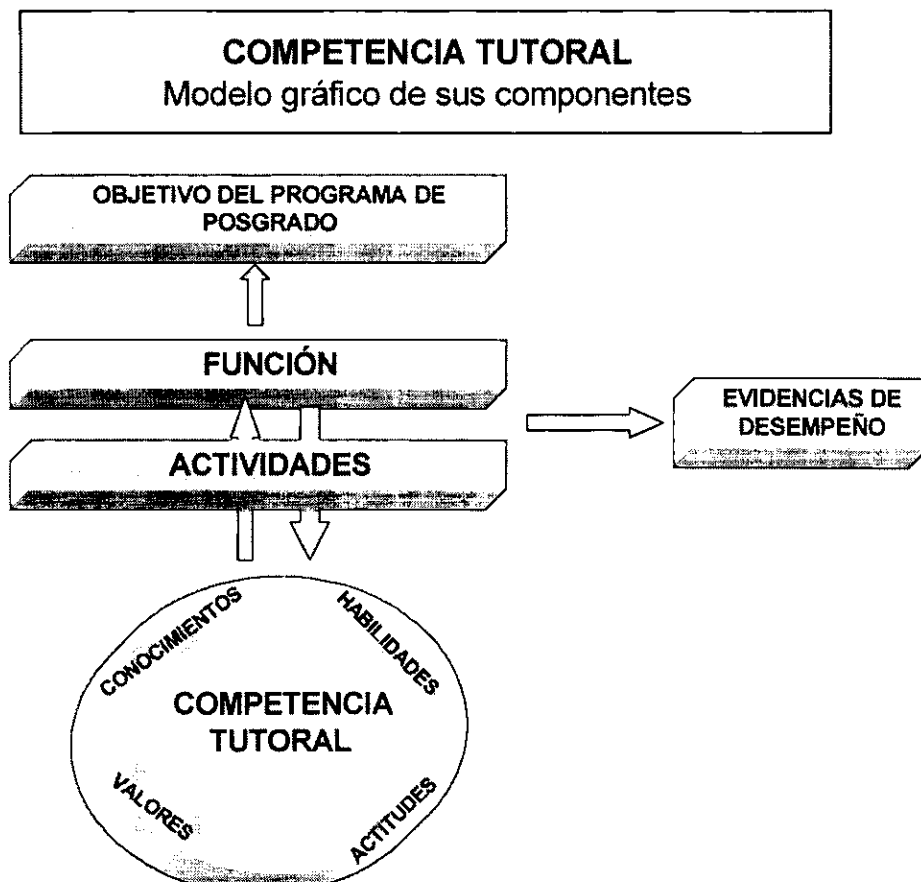 COMPETENCIA TUTORAL
Modelo gráfico de sus componentes
OBJETIVO DEL PROGRAMA DE
POSGRADO
FUNCIÓN
EVIDENCIAS DE
DESEMPEÑO
ACTIVIDADES
CONOCIMIENTOS
HABILIDADES
COMPETENCIA
TUTORAL
VALORES
ACTITUDES